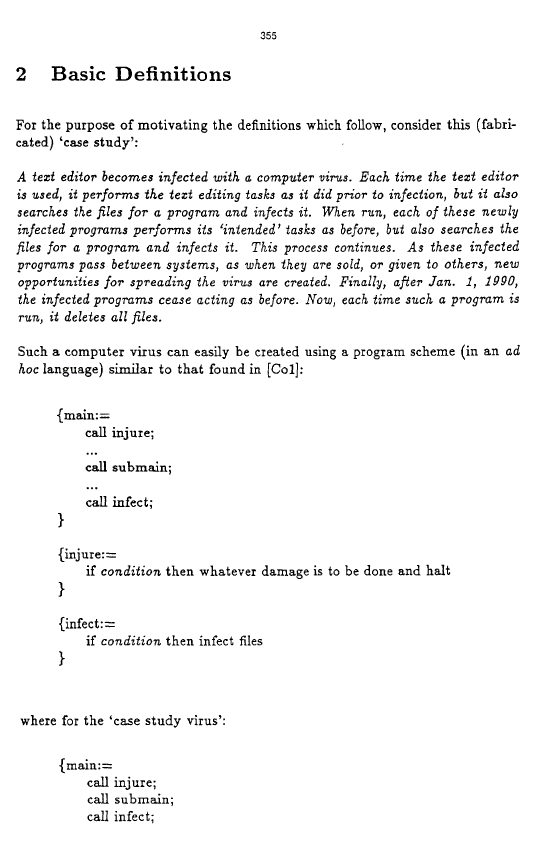 355
2 Basic Definitions
For the purpose of motivating the definitions which follow, consider this (fabri-
cated) ‘case study’:
A text editor becomes infected with a computer virus. Each time the text editor
is used, it performs the text editing tasks as it did prior to infection, but it also
searches the files for a program and infects it. When run, each of these newly
infected programs performs its ‘intended’ tasks as before, but also searches the
files for a program and infects it. This process continues. As these infected
programs pass between systems, as when they are sold, or given to others, new
opportunities for spreading the virus are created. Finally, after Jan. 1, 1990,
the infected programs cease acting as before. Now, each time such a program is
run, it deletes all files.
Such a computer virus can easily be created using a program scheme (in an ad
hoc language) similar to that found in [Co1]:
{main:=
call injure;
...
call submain;
...
call infect;
}
{injure:=
if condition then whatever damage is to be done and halt
}
{infect:=
if condition then infect files
}
where for the ‘case study virus’:
{main:=
call injure;
call submain;
call infect;